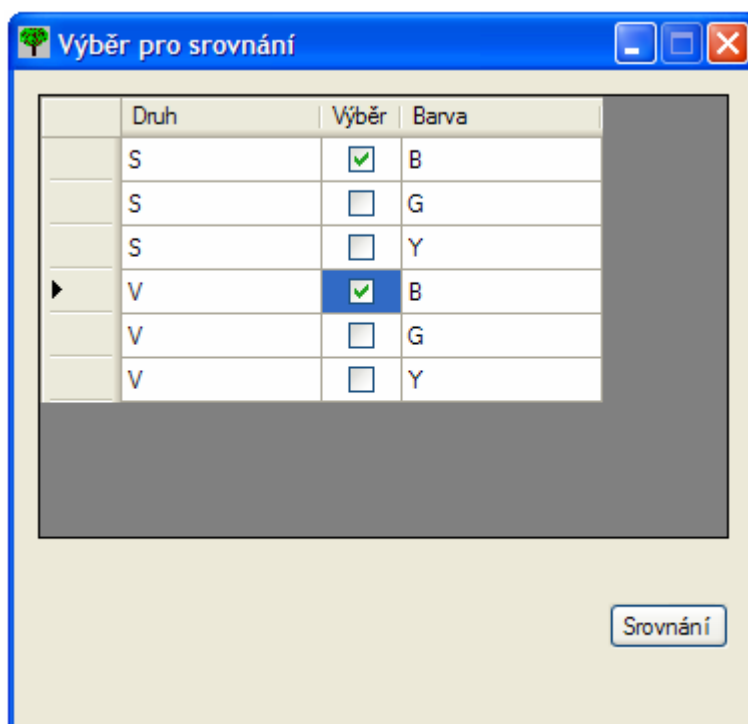 Výběr pro srovnání
Druh Výběr Barva
S B
S G
S Y
V B
V G
V Y
Srovnání